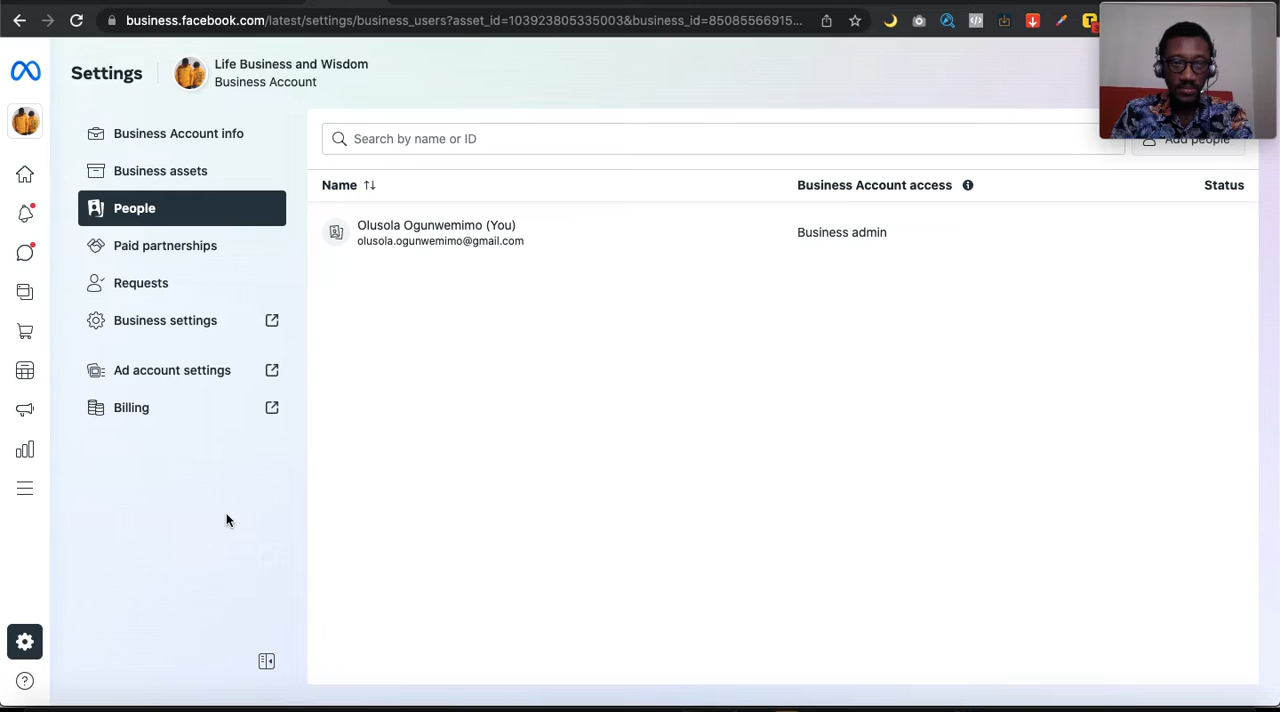 business.facebook.com/latest/settings/business_users?asset_id=103923805335003&business_id=85085566915...
Settings
Life Business and Wisdom
Business Account
Business Account info
Business assets
People
Paid partnerships
Requests
Business settings
Ad account settings
Billing
Search by name or ID
Add people
Name
Business Account access
Status
Olusola Ogunwemimo (You)
olusola.ogunwemimo@gmail.com
Business admin